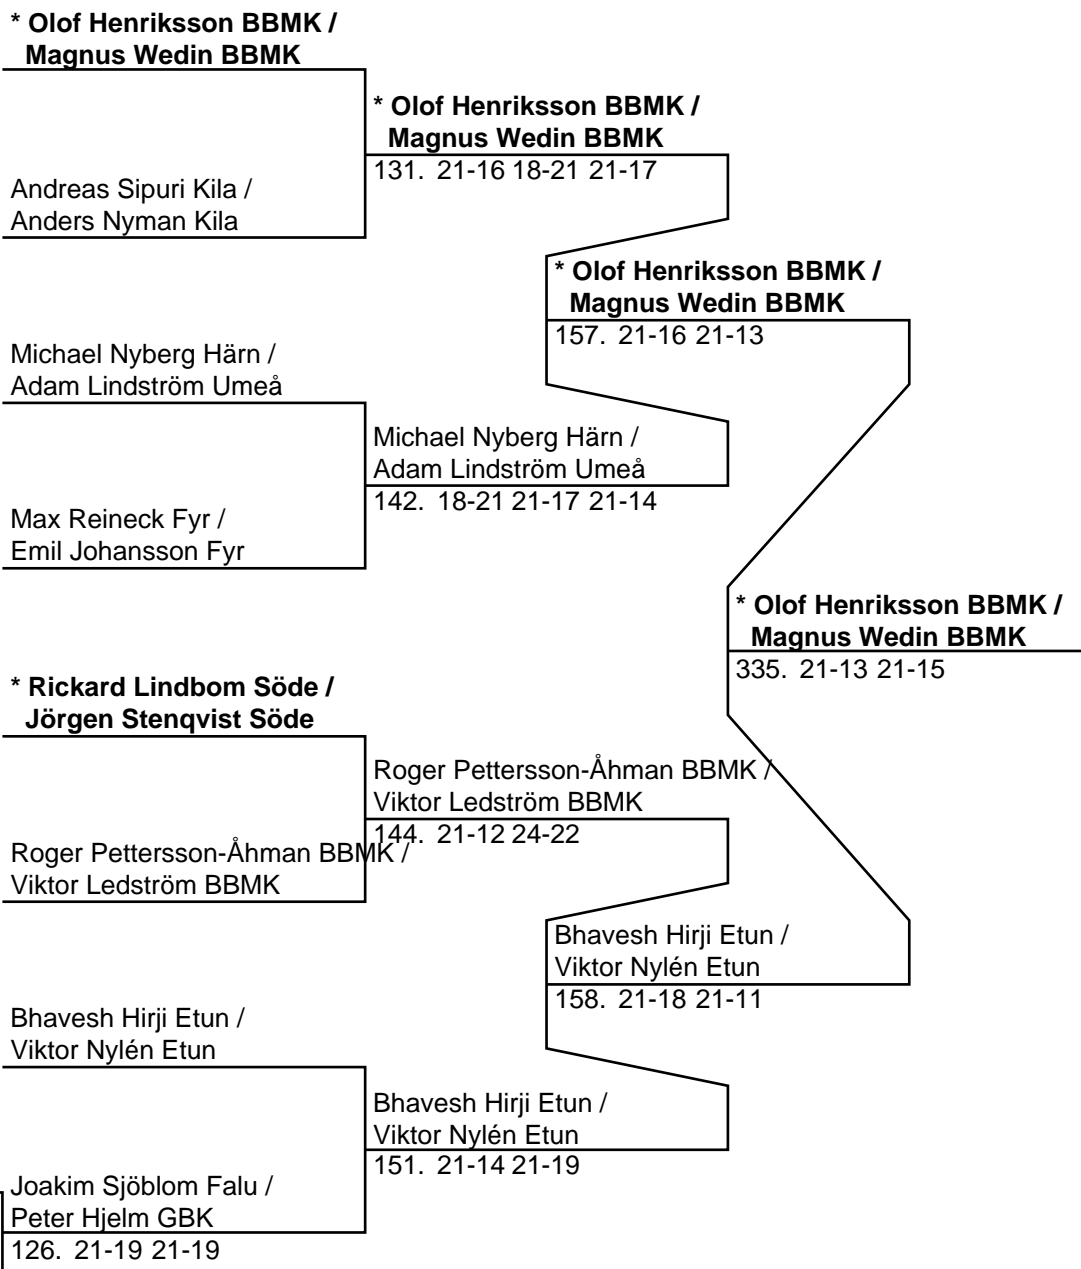 * Olof Henriksson BBMK /
Magnus Wedin BBMK
* Olof Henriksson BBMK /
Magnus Wedin BBMK
131. 21-16 18-21 21-17
Andreas Sipuri Kila /
Anders Nyman Kila
* Olof Henriksson BBMK /
Magnus Wedin BBMK
157. 21-16 21-13
Michael Nyberg Härn /
Adam Lindström Umeå
Michael Nyberg Härn /
Adam Lindström Umeå
142. 18-21 21-17 21-14
Max Reineck Fyr /
Emil Johansson Fyr
* Olof Henriksson BBMK /
Magnus Wedin BBMK
335. 21-13 21-15
* Rickard Lindbom Söde /
Jörgen Stenqvist Söde
Roger Pettersson-Åhman BBMK /
Viktor Ledström BBMK
144. 21-12 24-22
Roger Pettersson-Åhman BBMK /
Viktor Ledström BBMK
Bhavesh Hirji Etun /
Viktor Nylén Etun
158. 21-18 21-11
Bhavesh Hirji Etun /
Viktor Nylén Etun
Bhavesh Hirji Etun /
Viktor Nylén Etun
151. 21-14 21-19
Joakim Sjöblom Falu /
Peter Hjelm GBK
126. 21-19 21-19